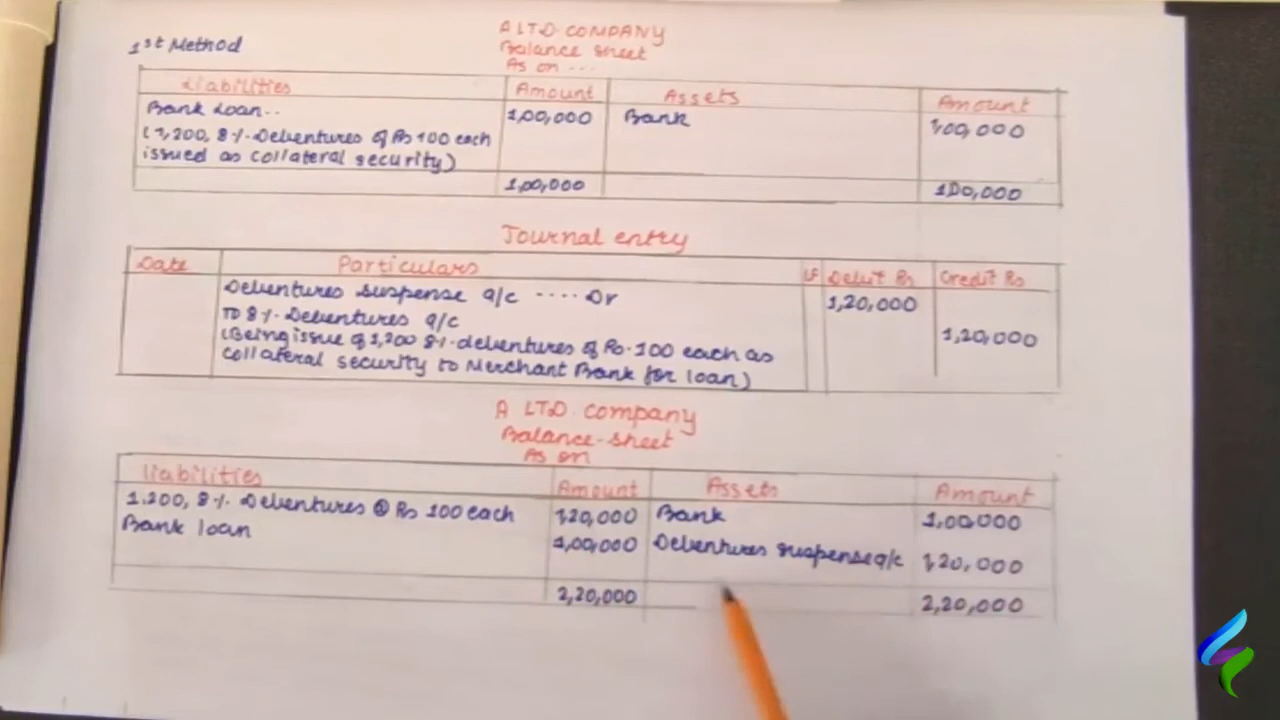 1st Method
A LTD. COMPANY
Balance sheet
As on ...
Liabilities Amount Assets Amount
Bank Loan.. 1,00,000 Bank 1,00,000
(1,200, 8%. Debentures of Rs 100 each
issued as collateral security)
1,00,000 1,00,000
Journal entry
Date Particulars LF Debit Rs Credit Rs
Debentures suspense a/c ..... Dr 1,20,000
To 8%. Debentures a/c 1,20,000
(Being issue of 1,200 8%. debentures of Rs. 100 each as
collateral security to Merchant Bank for loan)
A LTD. Company
Balance-sheet
As on
liabilities Amount Assets Amount
1.200, 8%. Debentures @ Rs 100 each 1,20,000 Bank 1,00,000
Bank loan 1,00,000 Debentures suspense a/c 1,20,000
2,20,000 2,20,000